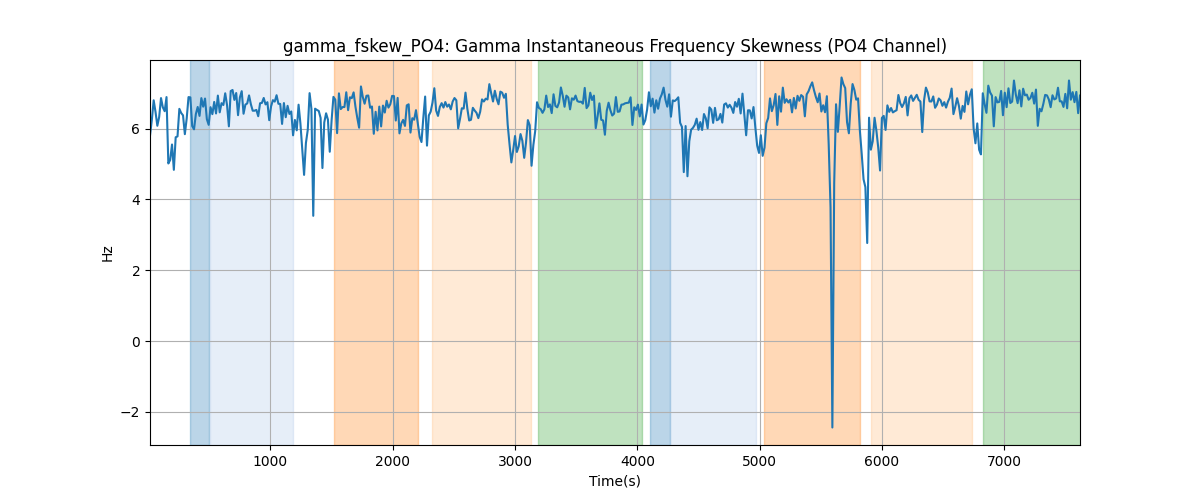 gamma_fskew_PO4: Gamma Instantaneous Frequency Skewness (PO4 Channel)
6
4
2
0
−2
Hz
1000 2000 3000 4000 5000 6000 7000
Time(s)